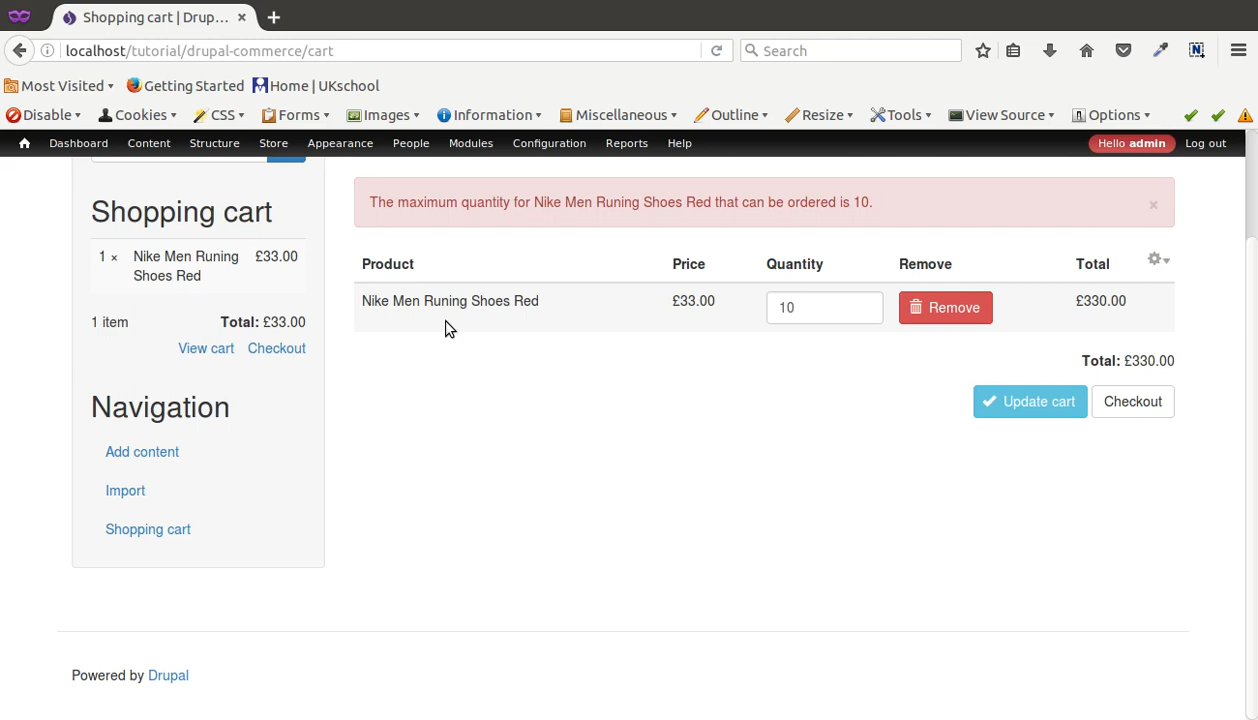 Shopping cart | Drup... × +
localhost/tutorial/drupal-commerce/cart
Search
Most Visited Getting Started Home | UKschool
Disable Cookies CSS Forms Images Information Miscellaneous Outline Resize Tools View Source Options
Dashboard Content Structure Store Appearance People Modules Configuration Reports Help Hello admin Log out
Shopping cart
1 × Nike Men Runing £33.00
Shoes Red
1 item Total: £33.00
View cart Checkout
Navigation
Add content
Import
Shopping cart
The maximum quantity for Nike Men Runing Shoes Red that can be ordered is 10. ×
Product Price Quantity Remove Total
Nike Men Runing Shoes Red £33.00 10 Remove £330.00
Total: £330.00
Update cart Checkout
Powered by Drupal